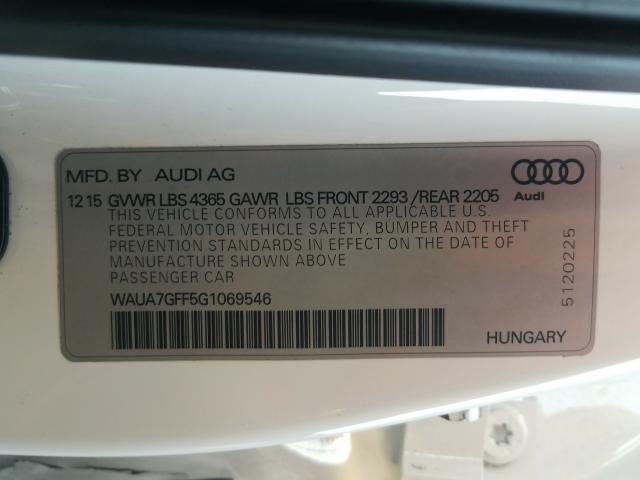 MFD. BY AUDI AG
12 15 GVWR LBS 4365 GAWR LBS FRONT 2293 /REAR 2205
THIS VEHICLE CONFORMS TO ALL APPLICABLE U.S.
FEDERAL MOTOR VEHICLE SAFETY, BUMPER AND THEFT
PREVENTION STANDARDS IN EFFECT ON THE DATE OF
MANUFACTURE SHOWN ABOVE
PASSENGER CAR
WAUA7GFF5G1069546
HUNGARY
Audi
5120225